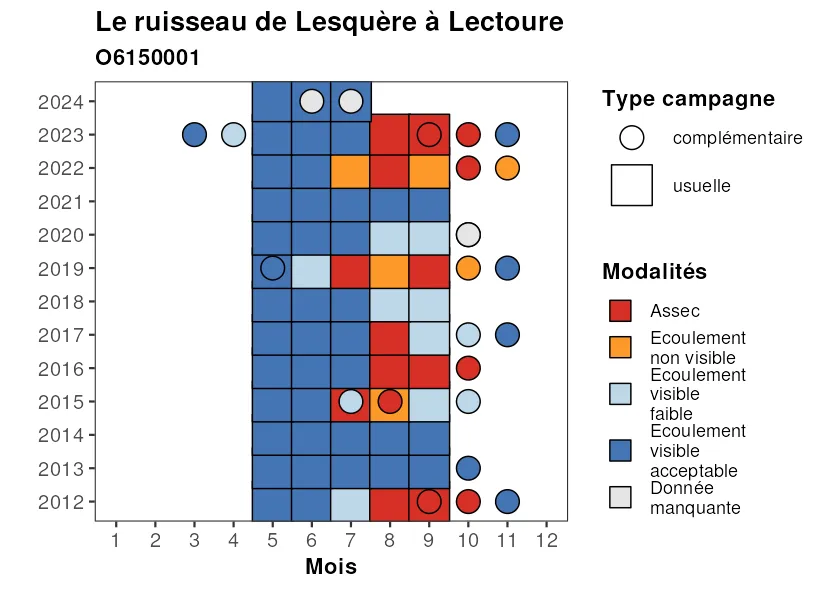 Le ruisseau de Lesquère à Lectoure
O6150001
2024
2023
2022
2021
2020
2019
2018
2017
2016
2015
2014
2013
2012
1 2 3 4 5 6 7 8 9 10 11 12
Mois
Type campagne
complémentaire
usuelle
Modalités
Assec
Ecoulement
non visible
Ecoulement
visible
faible
Ecoulement
visible
acceptable
Donnée
manquante